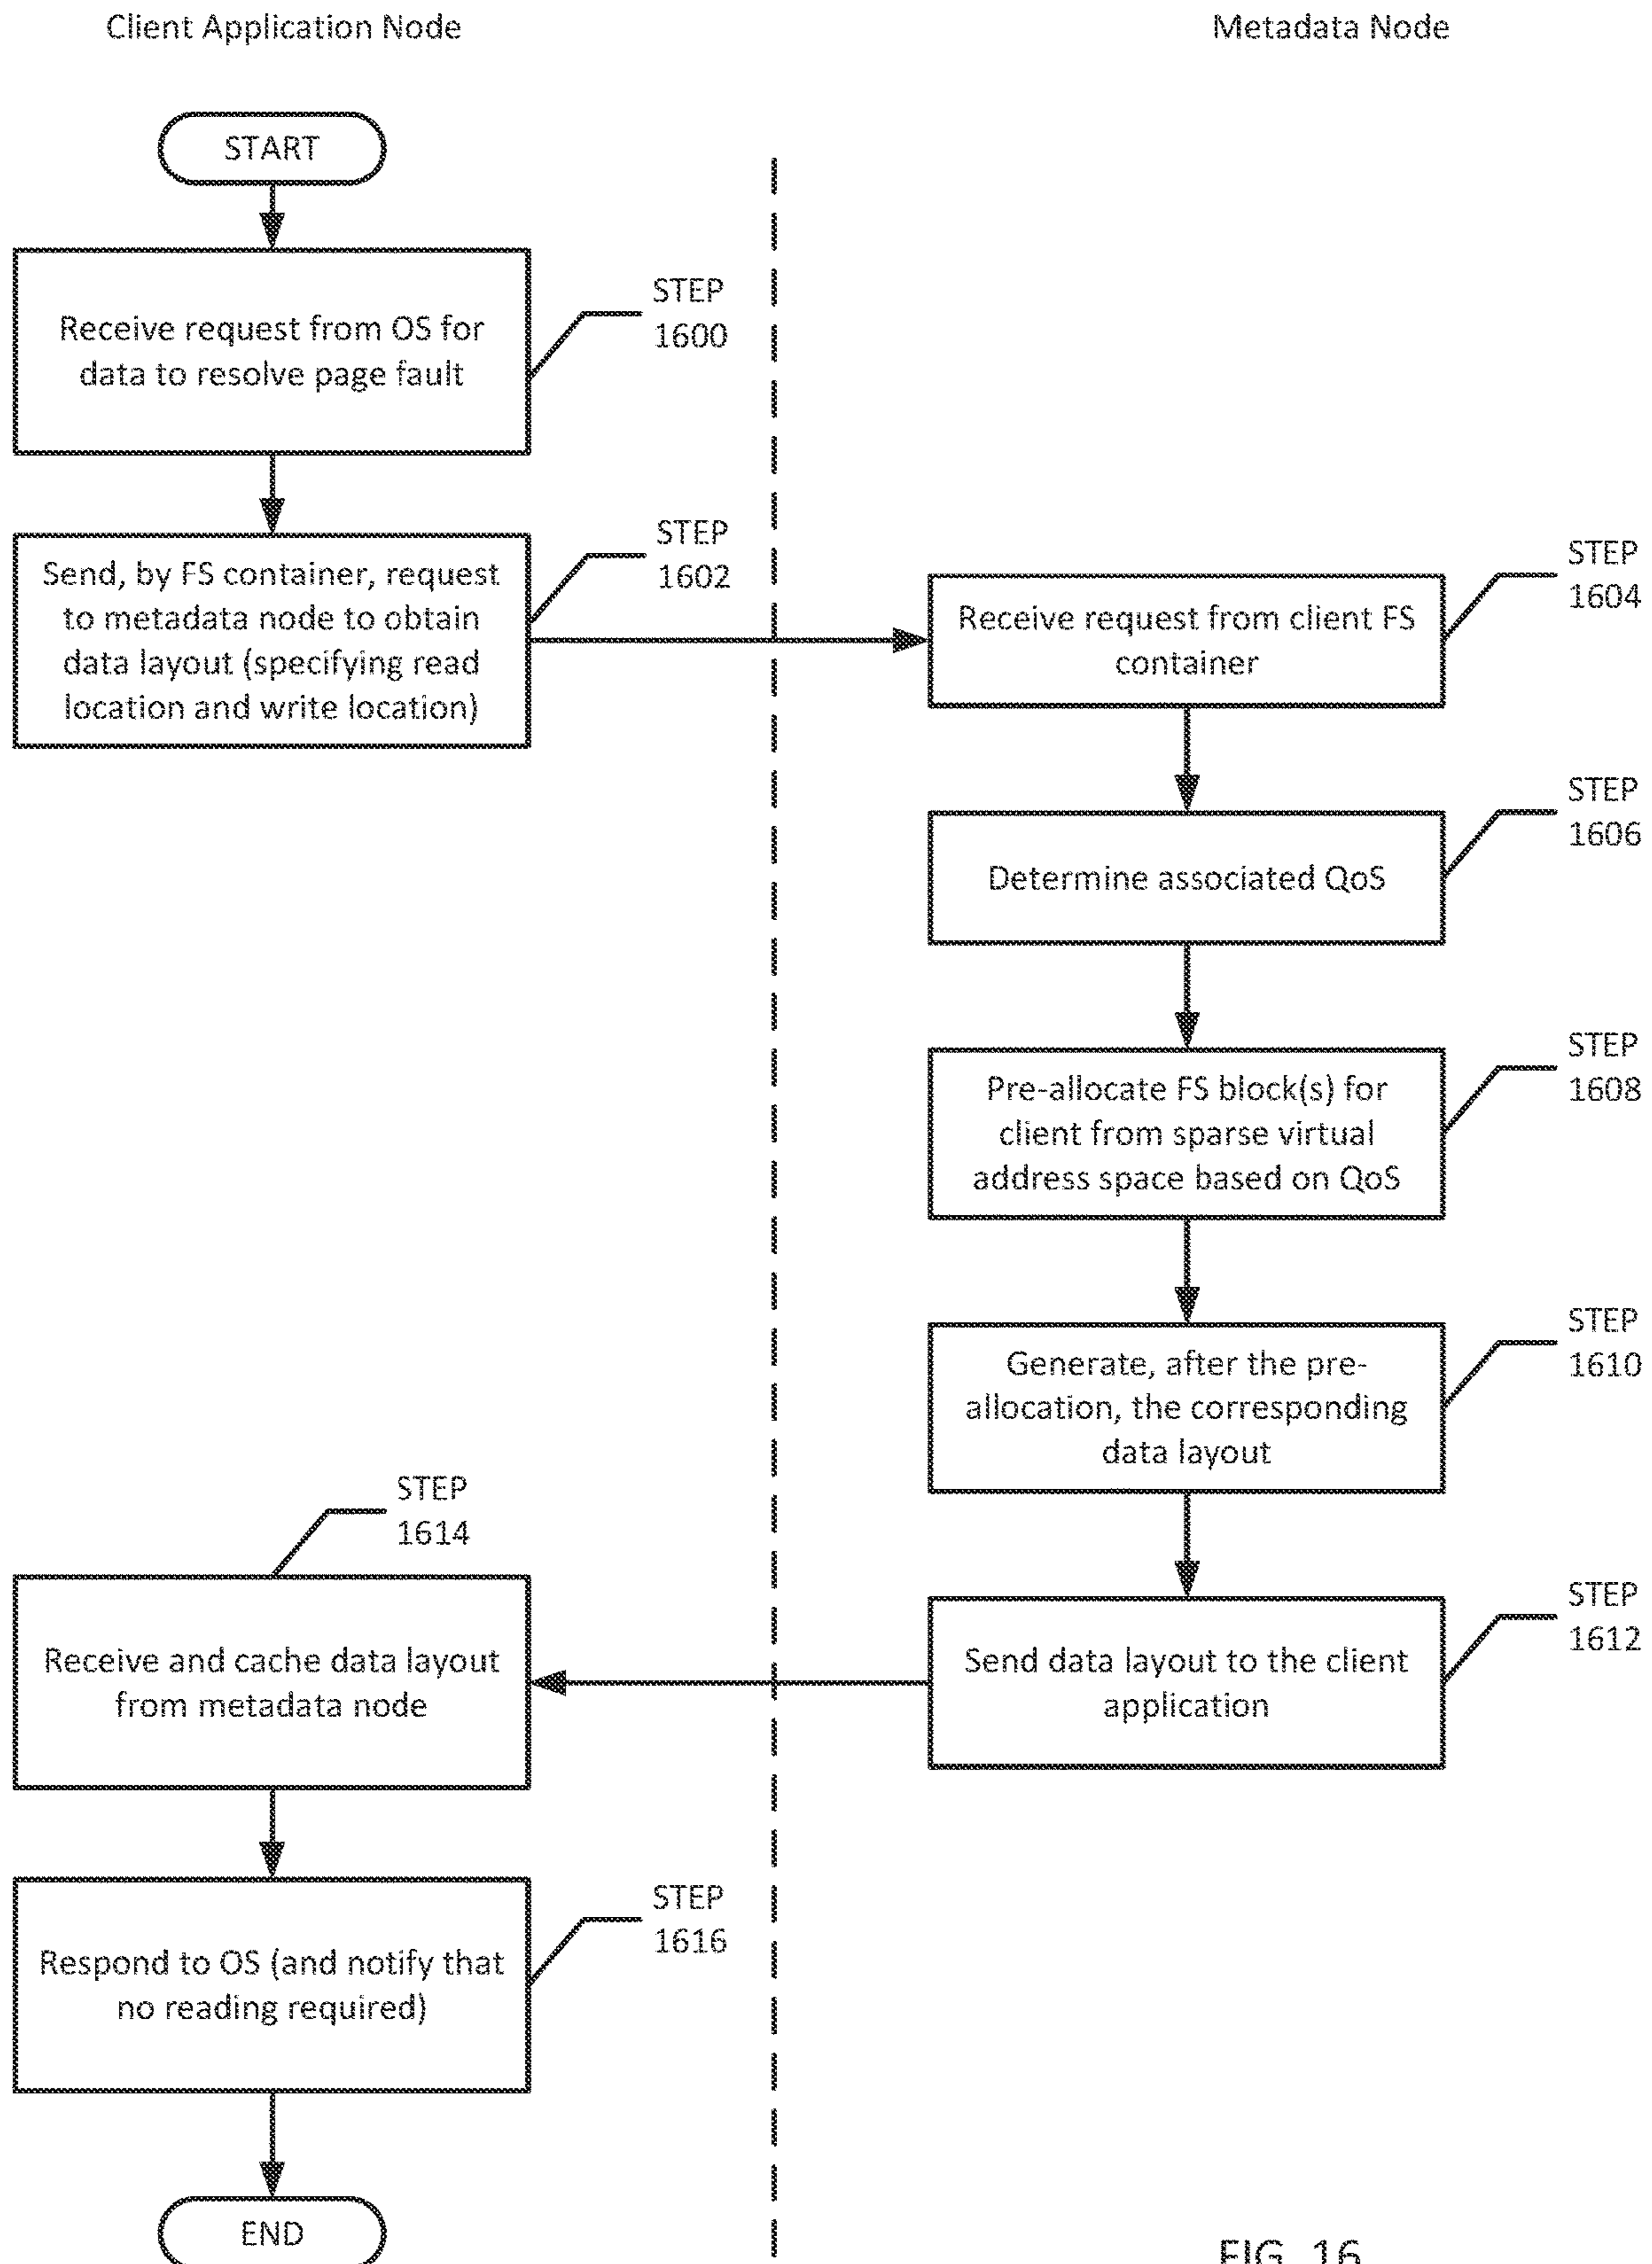 Client Application Node
Metadata Node
START
Receive request from OS for
data to resolve page fault
STEP
1600
Send, by FS container, request
to metadata node to obtain
data layout (specifying read
location and write location)
STEP
1602
Receive request from client FS
container
STEP
1604
Determine associated QoS
STEP
1606
Pre-allocate FS block(s) for
client from sparse virtual
address space based on QoS
STEP
1608
Generate, after the pre-
allocation, the corresponding
data layout
STEP
1610
Send data layout to the client
application
STEP
1612
STEP
1614
Receive and cache data layout
from metadata node
Respond to OS (and notify that
no reading required)
STEP
1616
END
FIG. 16